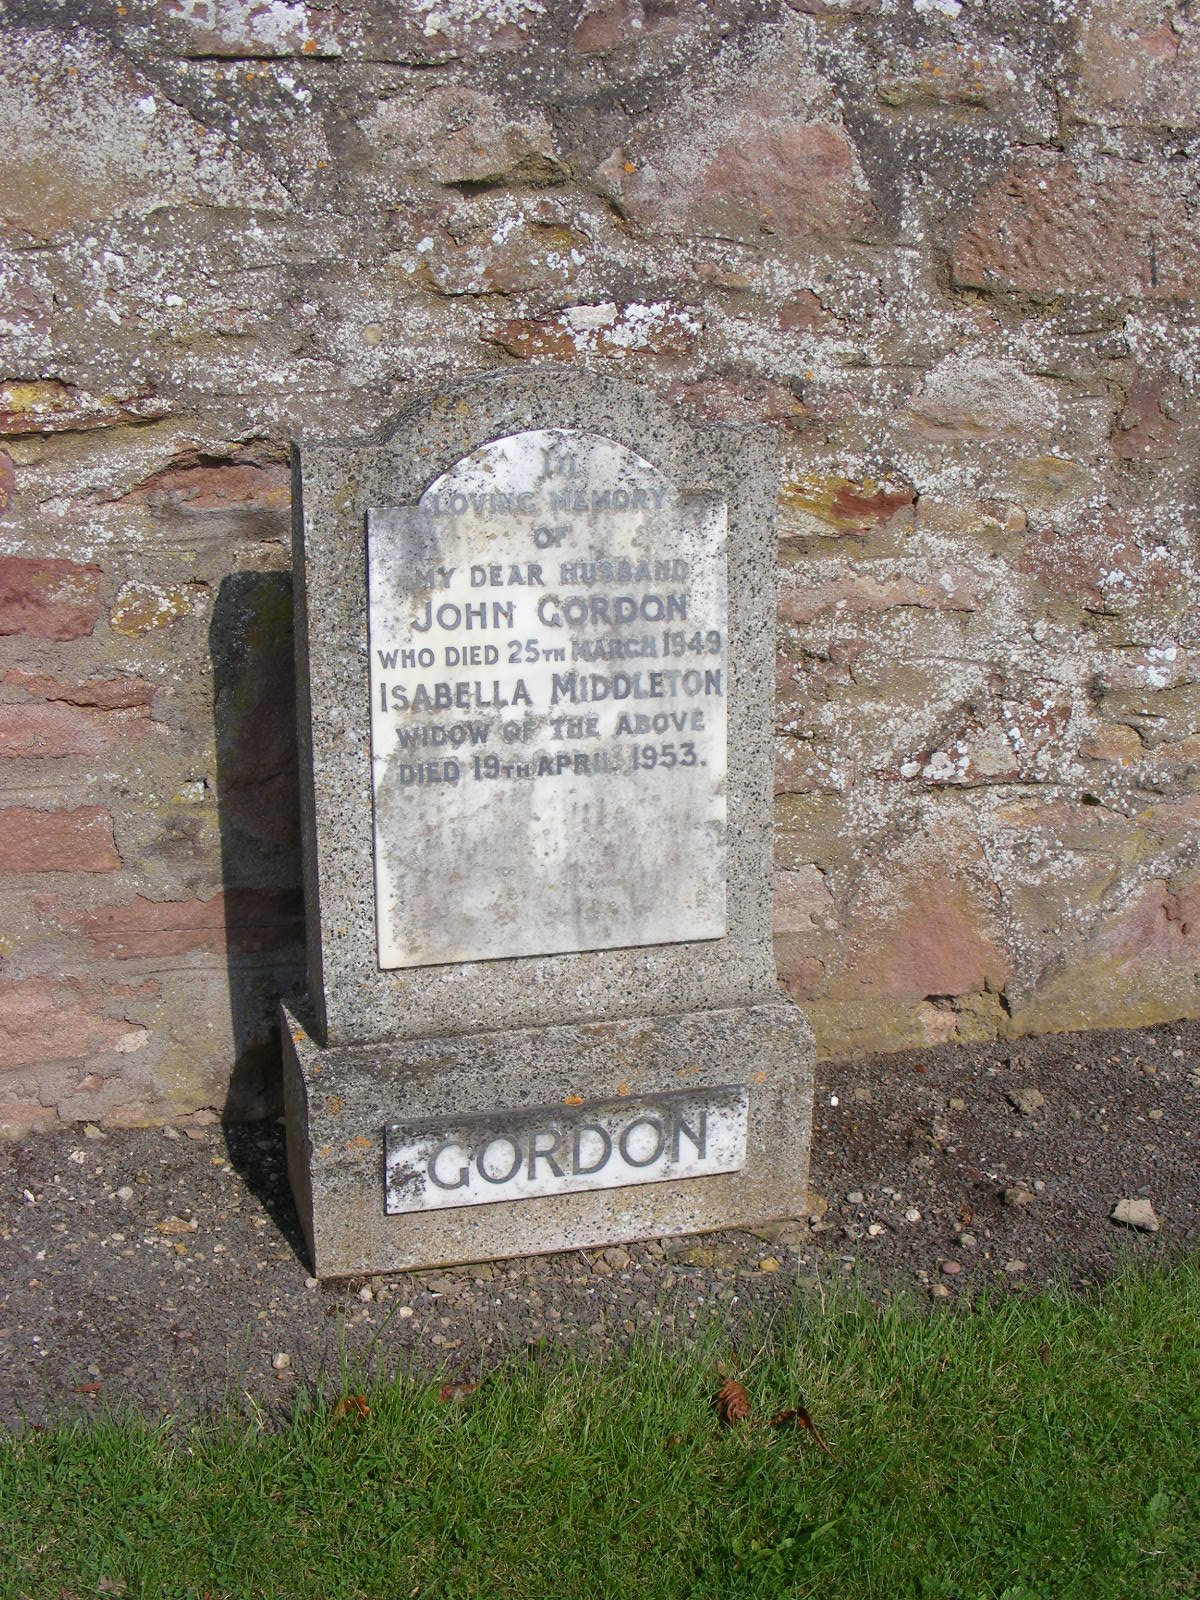 In
LOVING MEMORY
OF
MY DEAR HUSBAND
JOHN GORDON
WHO DIED 25TH MARCH 1949
ISABELLA MIDDLETON
WIDOW OF THE ABOVE
DIED 19TH APRIL 1953.
GORDON